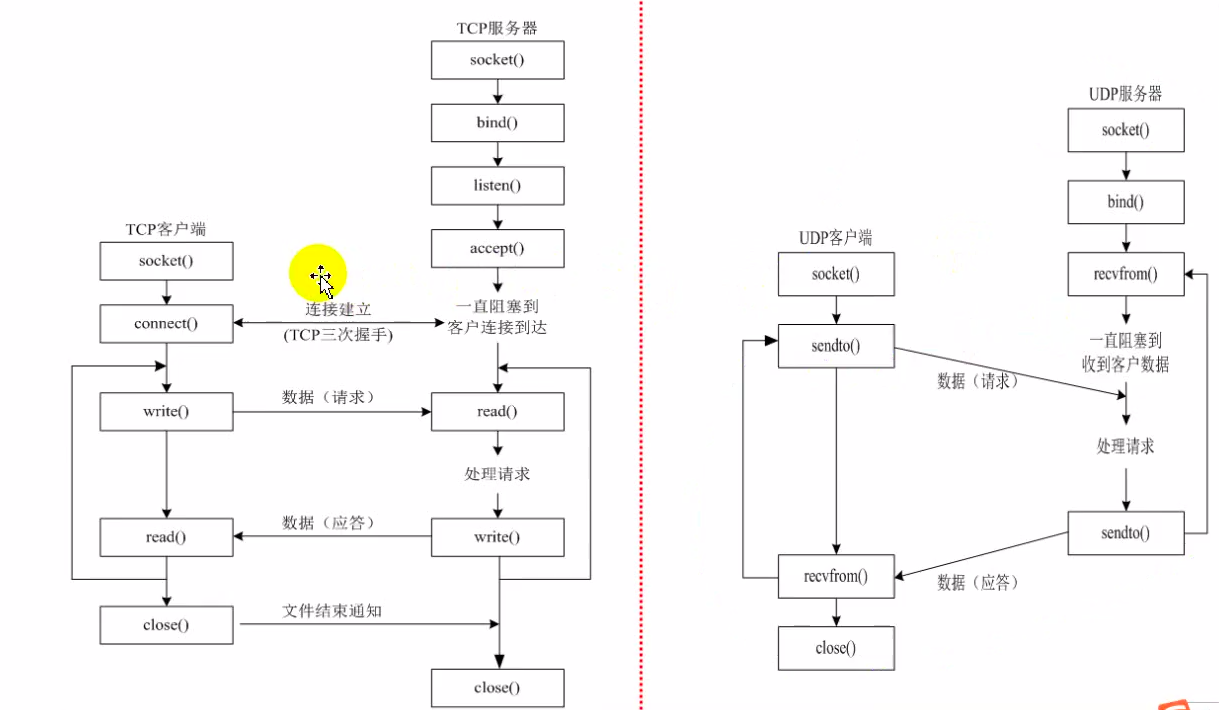 TCP服务器
socket()
bind()
listen()
accept()
一直阻塞到
客户连接到达
read()
处理请求
write()
close()
TCP客户端
socket()
connect()
write()
read()
close()
连接建立
(TCP三次握手)
数据（请求）
数据（应答）
文件结束通知
UDP服务器
socket()
bind()
recvfrom()
一直阻塞到
收到客户数据
处理请求
sendto()
UDP客户端
socket()
sendto()
recvfrom()
close()
数据（请求）
数据（应答）